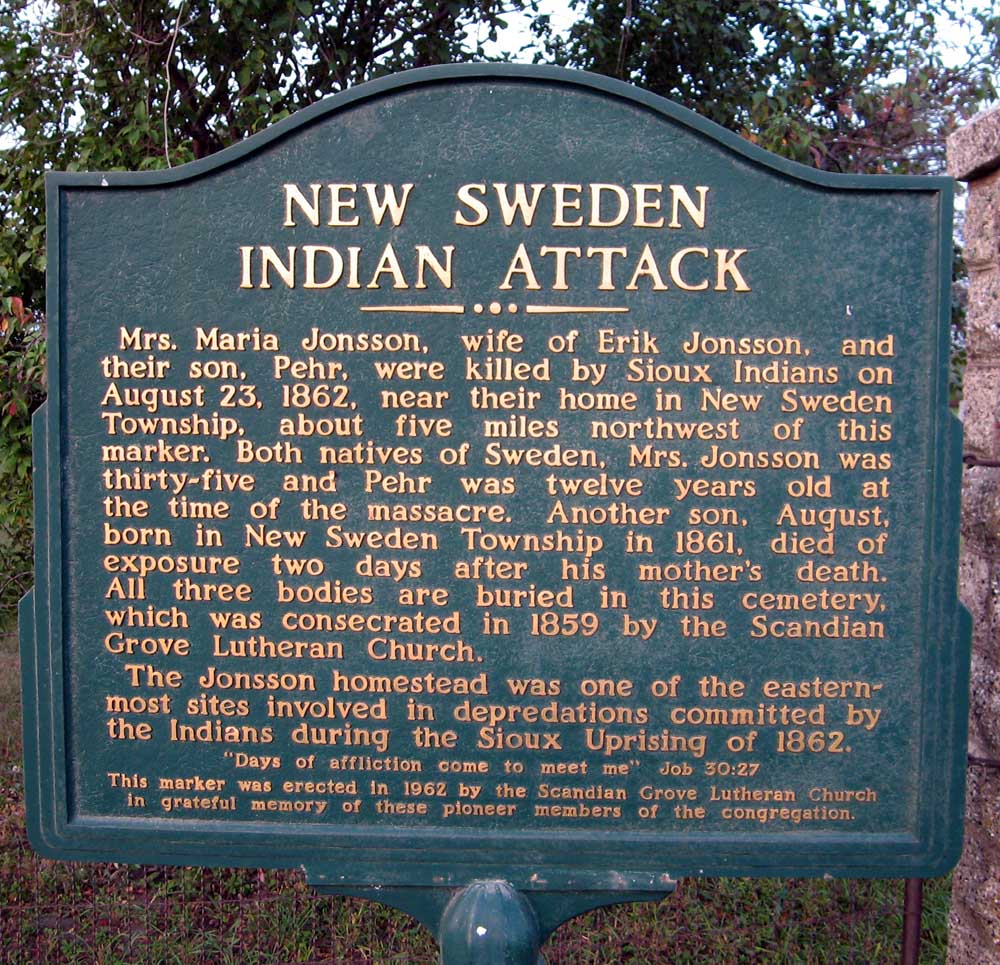 NEW SWEDEN
INDIAN ATTACK
Mrs. Maria Jonsson, wife of Erik Jonsson, and
their son, Pehr, were killed by Sioux Indians on
August 23, 1862, near their home in New Sweden
Township, about five miles northwest of this
marker. Both natives of Sweden, Mrs. Jonsson was
thirty-five and Pehr was twelve years old at
the time of the massacre. Another son, August,
born in New Sweden Township in 1861, died of
exposure two days after his mother's death.
All three bodies are buried in this cemetery,
which was consecrated in 1859 by the Scandian
Grove Lutheran Church.
The Jonsson homestead was one of the eastern-
most sites involved in depredations committed by
the Indians during the Sioux Uprising of 1862.
"Days of affliction come to meet me" Job 30:27
This marker was erected in 1962 by the Scandian Grove Lutheran Church
in grateful memory of these pioneer members of the congregation.